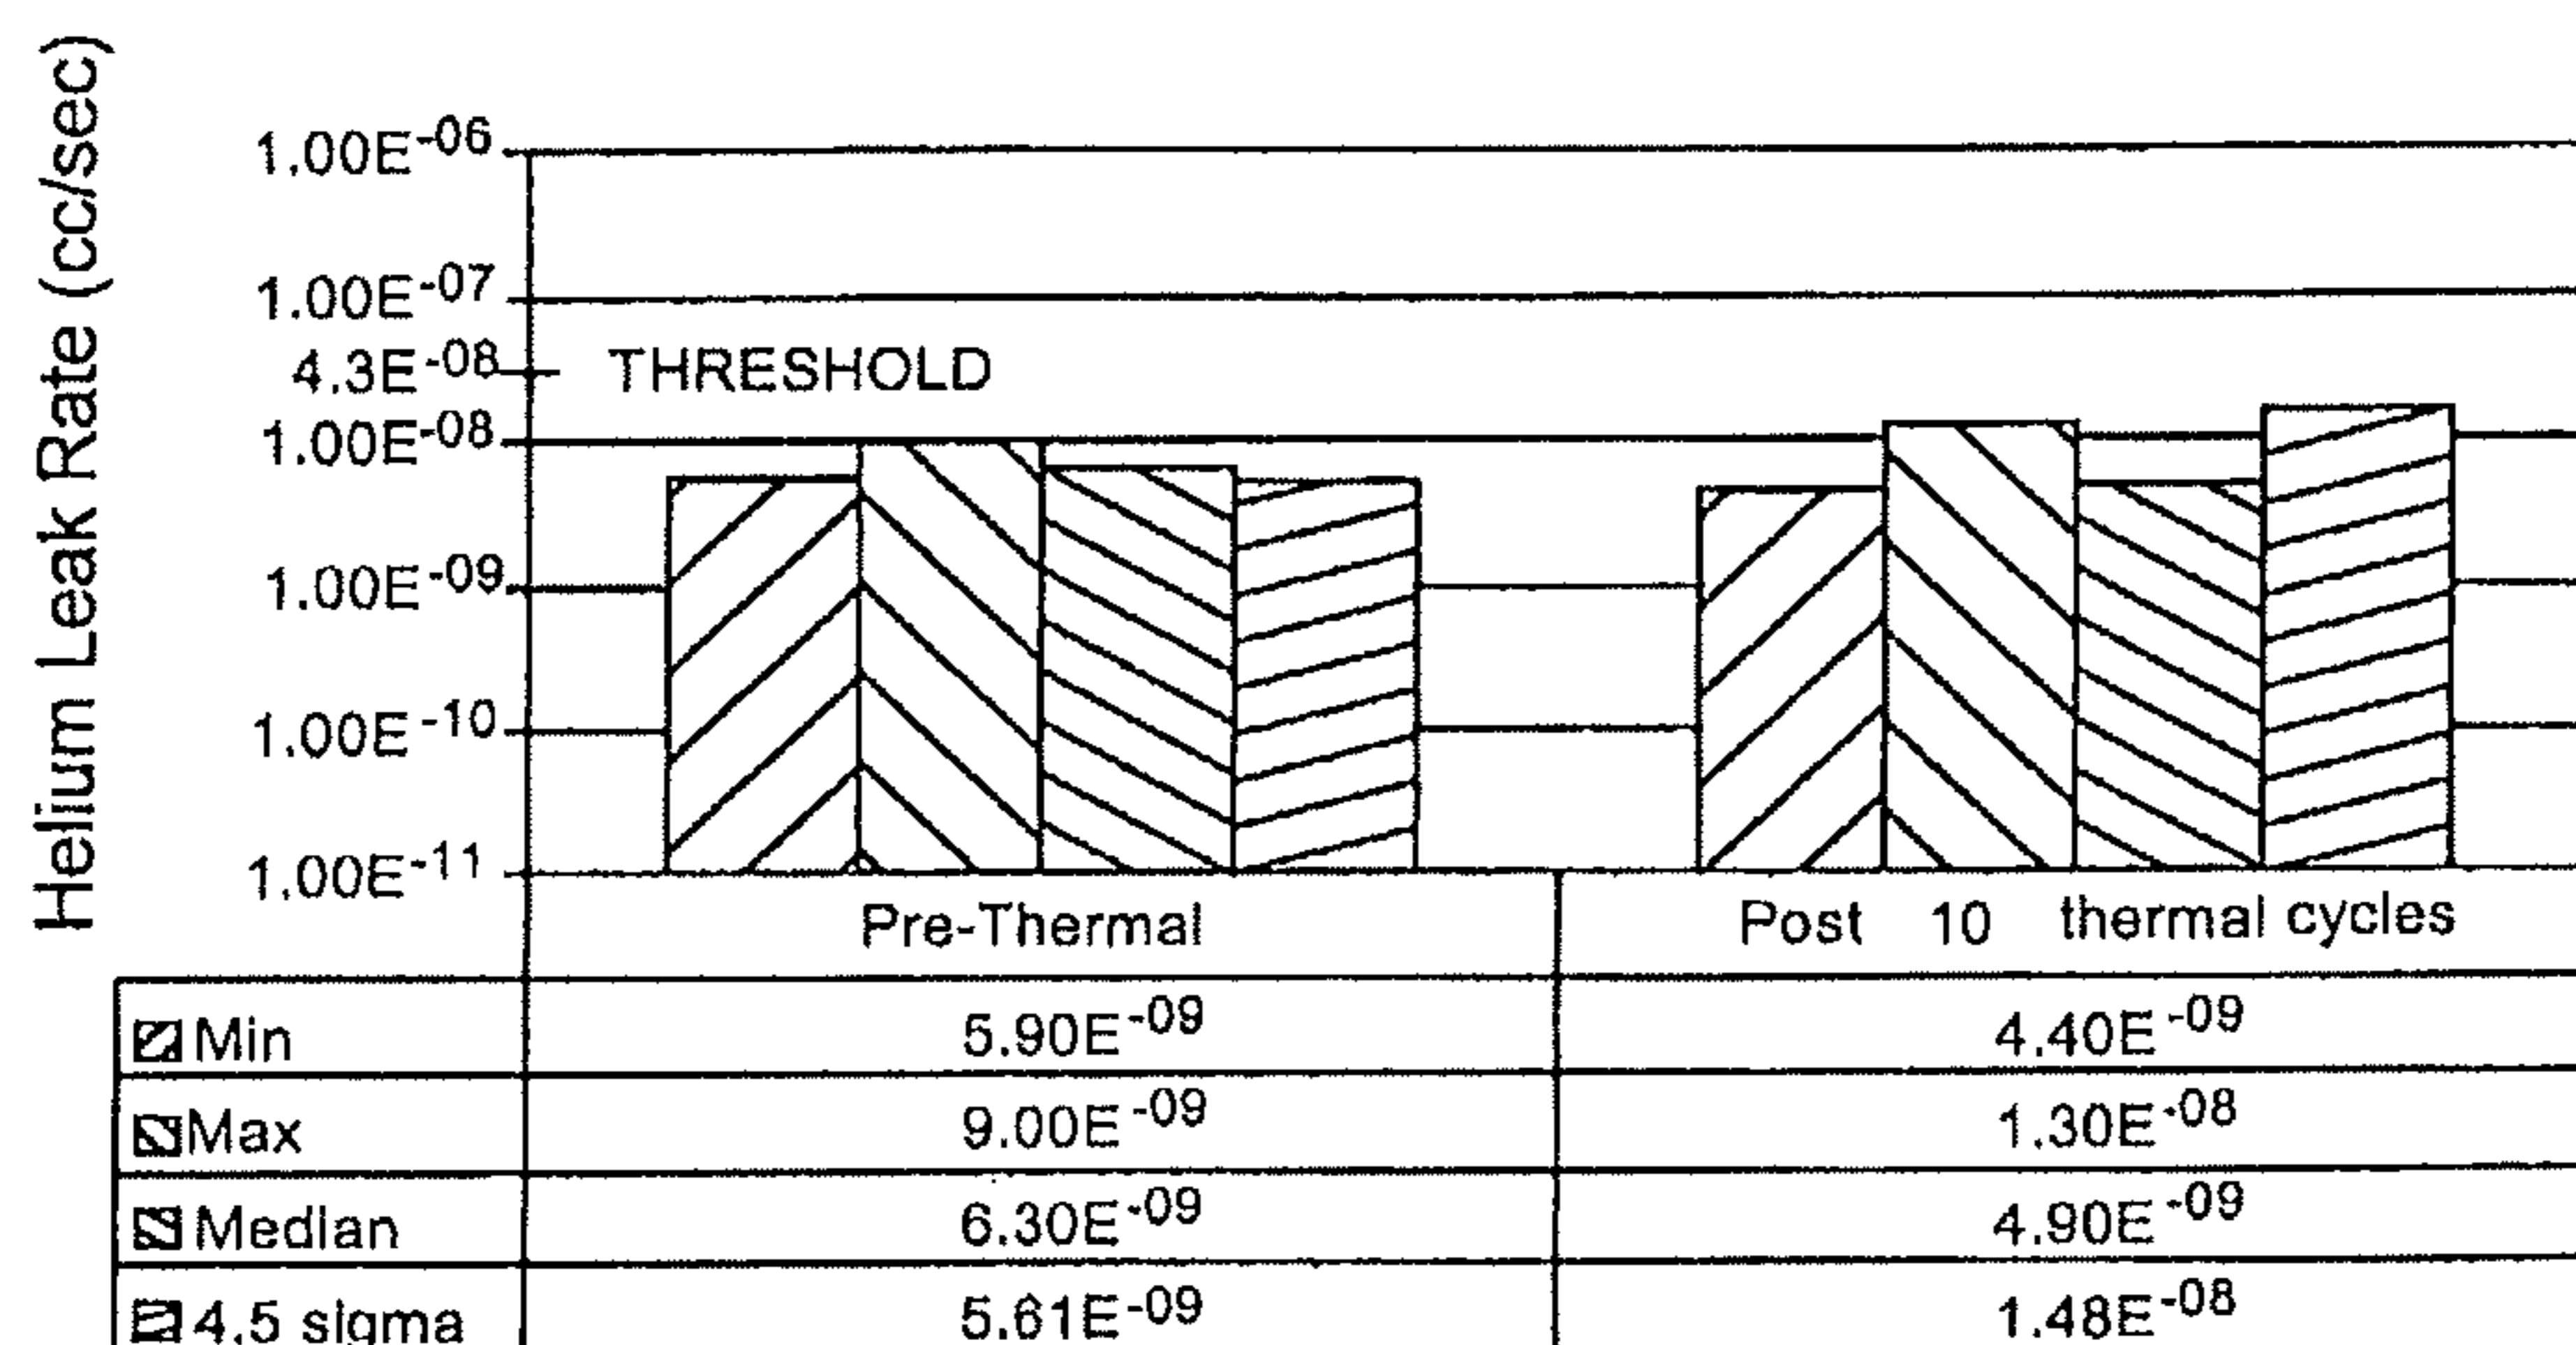 Helium Leak Rate (cc/sec)
1.00E-06
1.00E-07
4.3E-08 THRESHOLD
1.00E-08
1.00E-09
1.00E-10
1.00E-11
Pre-Thermal Post 10 thermal cycles
Min 5.90E-09 4.40E-09
Max 9.00E-09 1.30E-08
Median 6.30E-09 4.90E-09
4.5 sigma 5.61E-09 1.48E-08